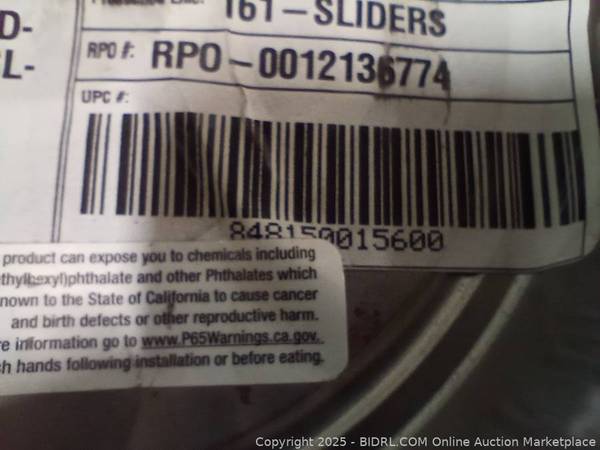 161-SLIDERS
D-
L-
RPO #: RPO-0012136774
UPC #:
848150015600
product can expose you to chemicals including
thylhexyl)phthalate and other Phthalates which
nown to the State of California to cause cancer
and birth defects or other reproductive harm.
e information go to www.P65Warnings.ca.gov.
h hands following installation or before eating.
Copyright © 2025 - BIDRL.COM Online Auction Marketplace